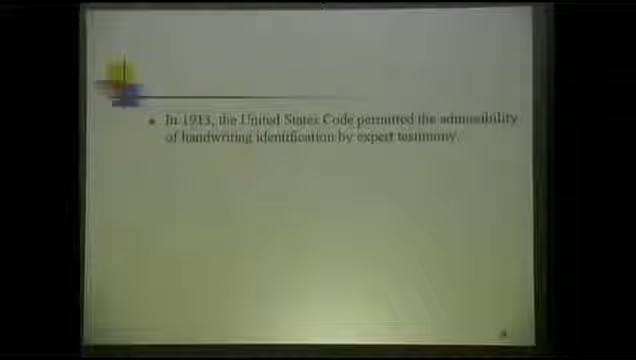 In 1913, the United States Code permitted the admissibility
of handwriting identification by expert testimony.